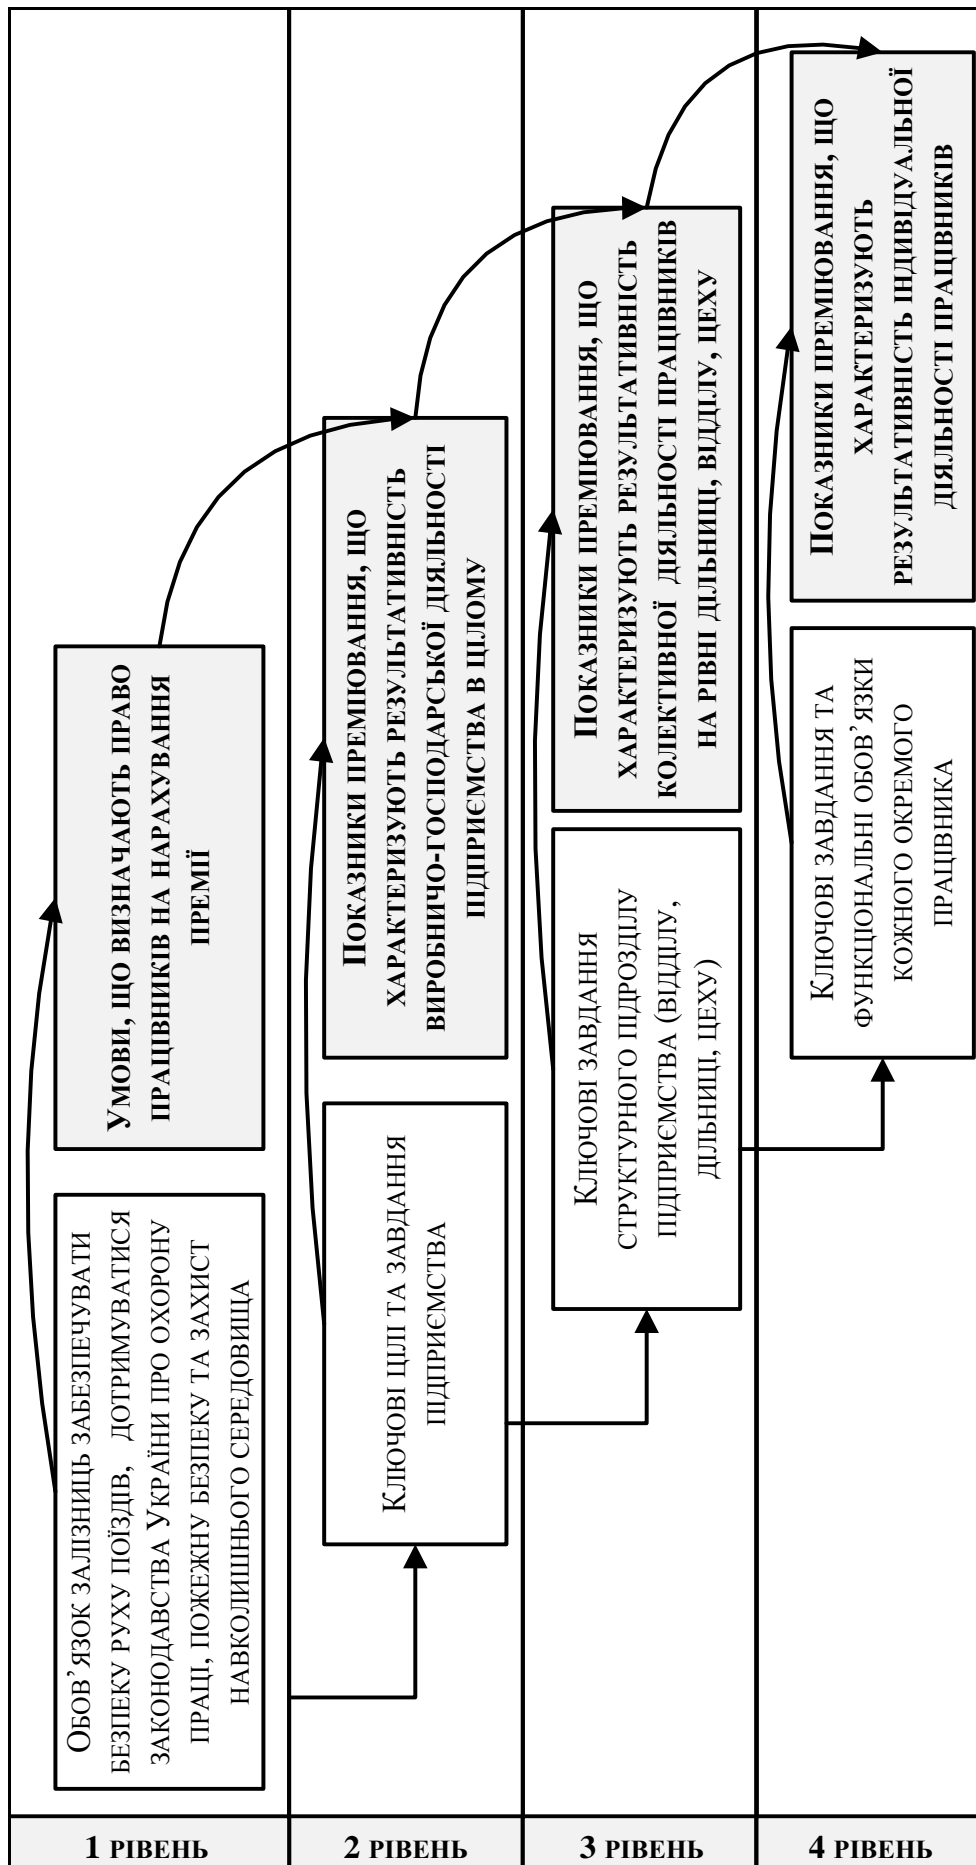 1 РІВЕНЬ
ОБОВ’ЯЗОК ЗАЛІЗНИЦЬ ЗАБЕЗПЕЧУВАТИ
БЕЗПЕКУ РУХУ ПОЇЗДІВ, ДОТРИМУВАТИСЯ
ЗАКОНОДАВСТВА УКРАЇНИ ПРО ОХОРОНУ
ПРАЦІ, ПОЖЕЖНУ БЕЗПЕКУ ТА ЗАХИСТ
НАВКОЛИШНЬОГО СЕРЕДОВИЩА
УМОВИ, ЩО ВИЗНАЧАЮТЬ ПРАВО
ПРАЦІВНИКІВ НА НАРАХУВАННЯ
ПРЕМІЇ
2 РІВЕНЬ
КЛЮЧОВІ ЦІЛІ ТА ЗАВДАННЯ
ПІДПРИЄМСТВА
ПОКАЗНИКИ ПРЕМІЮВАННЯ, ЩО
ХАРАКТЕРИЗУЮТЬ РЕЗУЛЬТАТИВНІСТЬ
ВИРОБНИЧО-ГОСПОДАРСЬКОЇ ДІЯЛЬНОСТІ
ПІДПРИЄМСТВА В ЦІЛОМУ
3 РІВЕНЬ
КЛЮЧОВІ ЗАВДАННЯ
СТРУКТУРНОГО ПІДРОЗДІЛУ
ПІДПРИЄМСТВА (ВІДДІЛУ,
ДІЛЬНИЦІ, ЦЕХУ)
ПОКАЗНИКИ ПРЕМІЮВАННЯ, ЩО
ХАРАКТЕРИЗУЮТЬ РЕЗУЛЬТАТИВНІСТЬ
КОЛЕКТИВНОЇ ДІЯЛЬНОСТІ ПРАЦІВНИКІВ
НА РІВНІ ДІЛЬНИЦІ, ВІДДІЛУ, ЦЕХУ
4 РІВЕНЬ
КЛЮЧОВІ ЗАВДАННЯ ТА
ФУНКЦІОНАЛЬНІ ОБОВ’ЯЗКИ
КОЖНОГО ОКРЕМОГО
ПРАЦІВНИКА
ПОКАЗНИКИ ПРЕМІЮВАННЯ, ЩО
ХАРАКТЕРИЗУЮТЬ
РЕЗУЛЬТАТИВНІСТЬ ІНДИВІДУАЛЬНОЇ
ДІЯЛЬНОСТІ ПРАЦІВНИКІВ